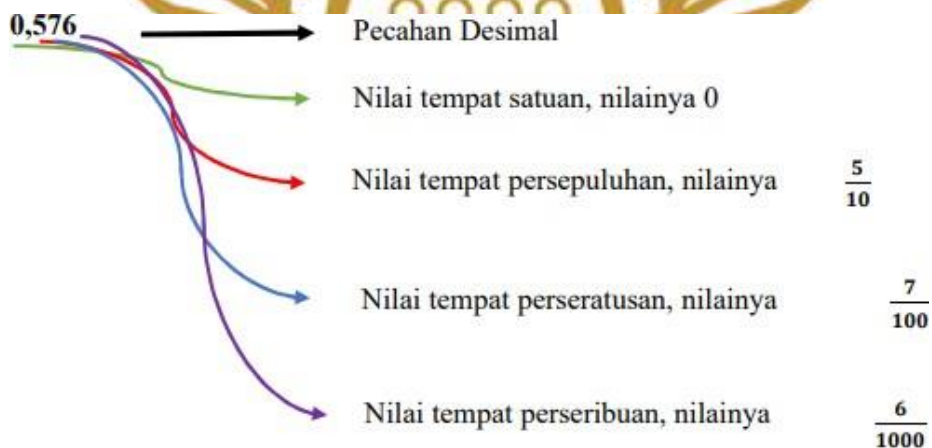 0,576 Pecahan Desimal
Nilai tempat satuan, nilainya 0
Nilai tempat persepuluhan, nilainya 5/10
Nilai tempat perseratusan, nilainya 7/100
Nilai tempat perseribuan, nilainya 6/1000